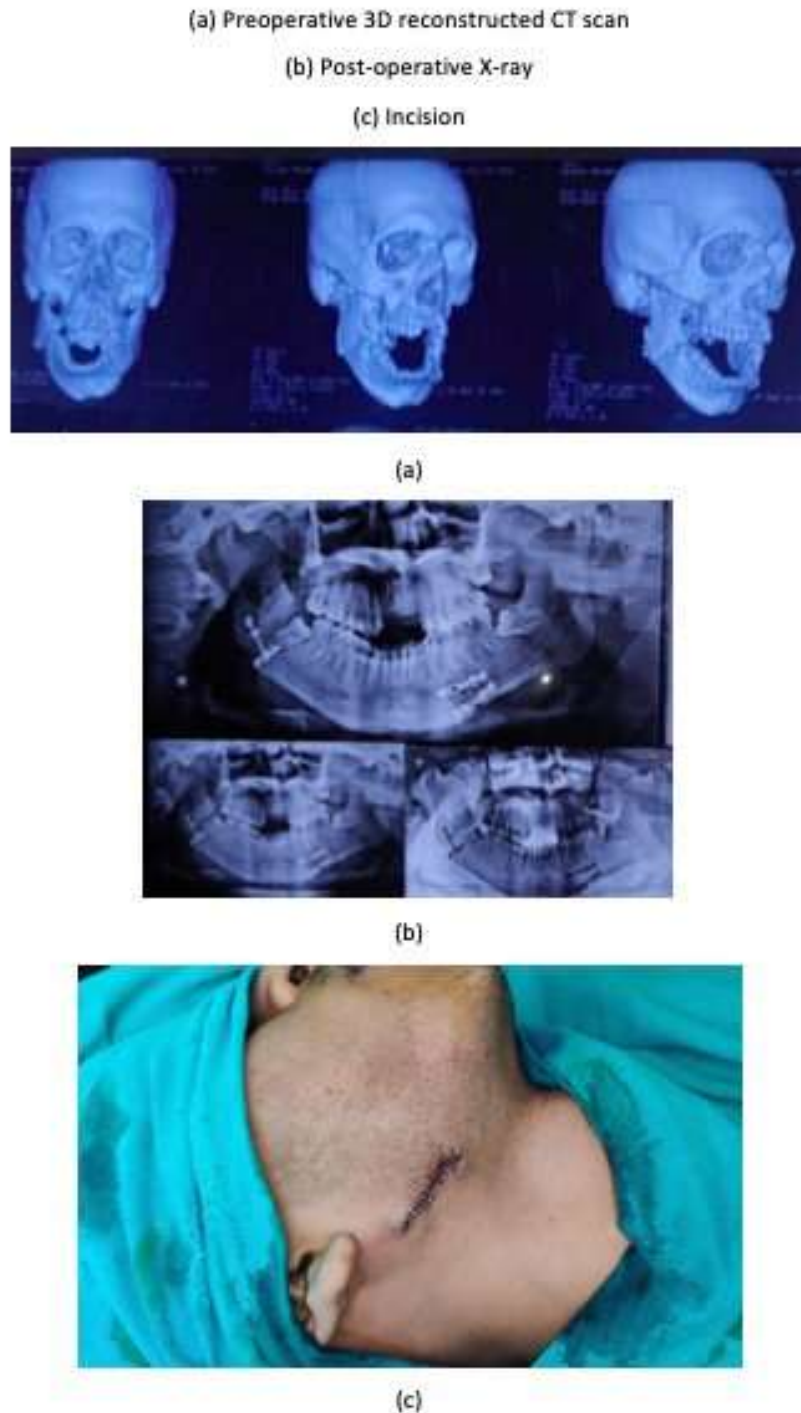 (a) Preoperative 3D reconstructed CT scan
(b) Post-operative X-ray
(c) Incision
(a)
(b)
(c)